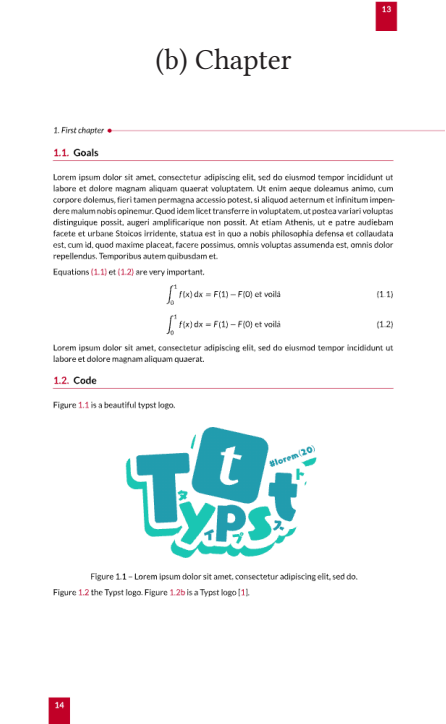 13
(b) Chapter
1. First chapter
1.1. Goals
Lorem ipsum dolor sit amet, consectetur adipiscing elit, sed do eiusmod tempor incididunt ut
labore et dolore magnam aliquam quaerat voluptatem. Ut enim aeque doleamus animo, cum
corpore dolemus, fieri tamen permagna accessio potest, si aliquod aeternum et infinitum impen-
dere malum nobis opinemur. Quod idem licet transferre in voluptatem, ut postea variari voluptas
distinguique possit, augeri amplificarique non possit. At etiam Athenis, ut e patre audiebam
facete et urbane Stoicos irridente, statua est in quo a nobis philosophia defensa et collaudata
est, cum id, quod maxime placeat, facere possimus, omnis voluptas assumenda est, omnis dolor
repellendus. Temporibus autem quibusdam et.
Equations (1.1) et (1.2) are very important.
∫₀¹ f(x) dx = F(1) − F(0) et voilà (1.1)
∫₀¹ f(x) dx = F(1) − F(0) et voilà (1.2)
Lorem ipsum dolor sit amet, consectetur adipiscing elit, sed do eiusmod tempor incididunt ut
labore et dolore magnam aliquam quaerat.
1.2. Code
Figure 1.1 is a beautiful typst logo.
t
#lorem(20)
Typst
タイプスト
Figure 1.1 – Lorem ipsum dolor sit amet, consectetur adipiscing elit, sed do.
Figure 1.2 the Typst logo. Figure 1.2b is a Typst logo [1].
14